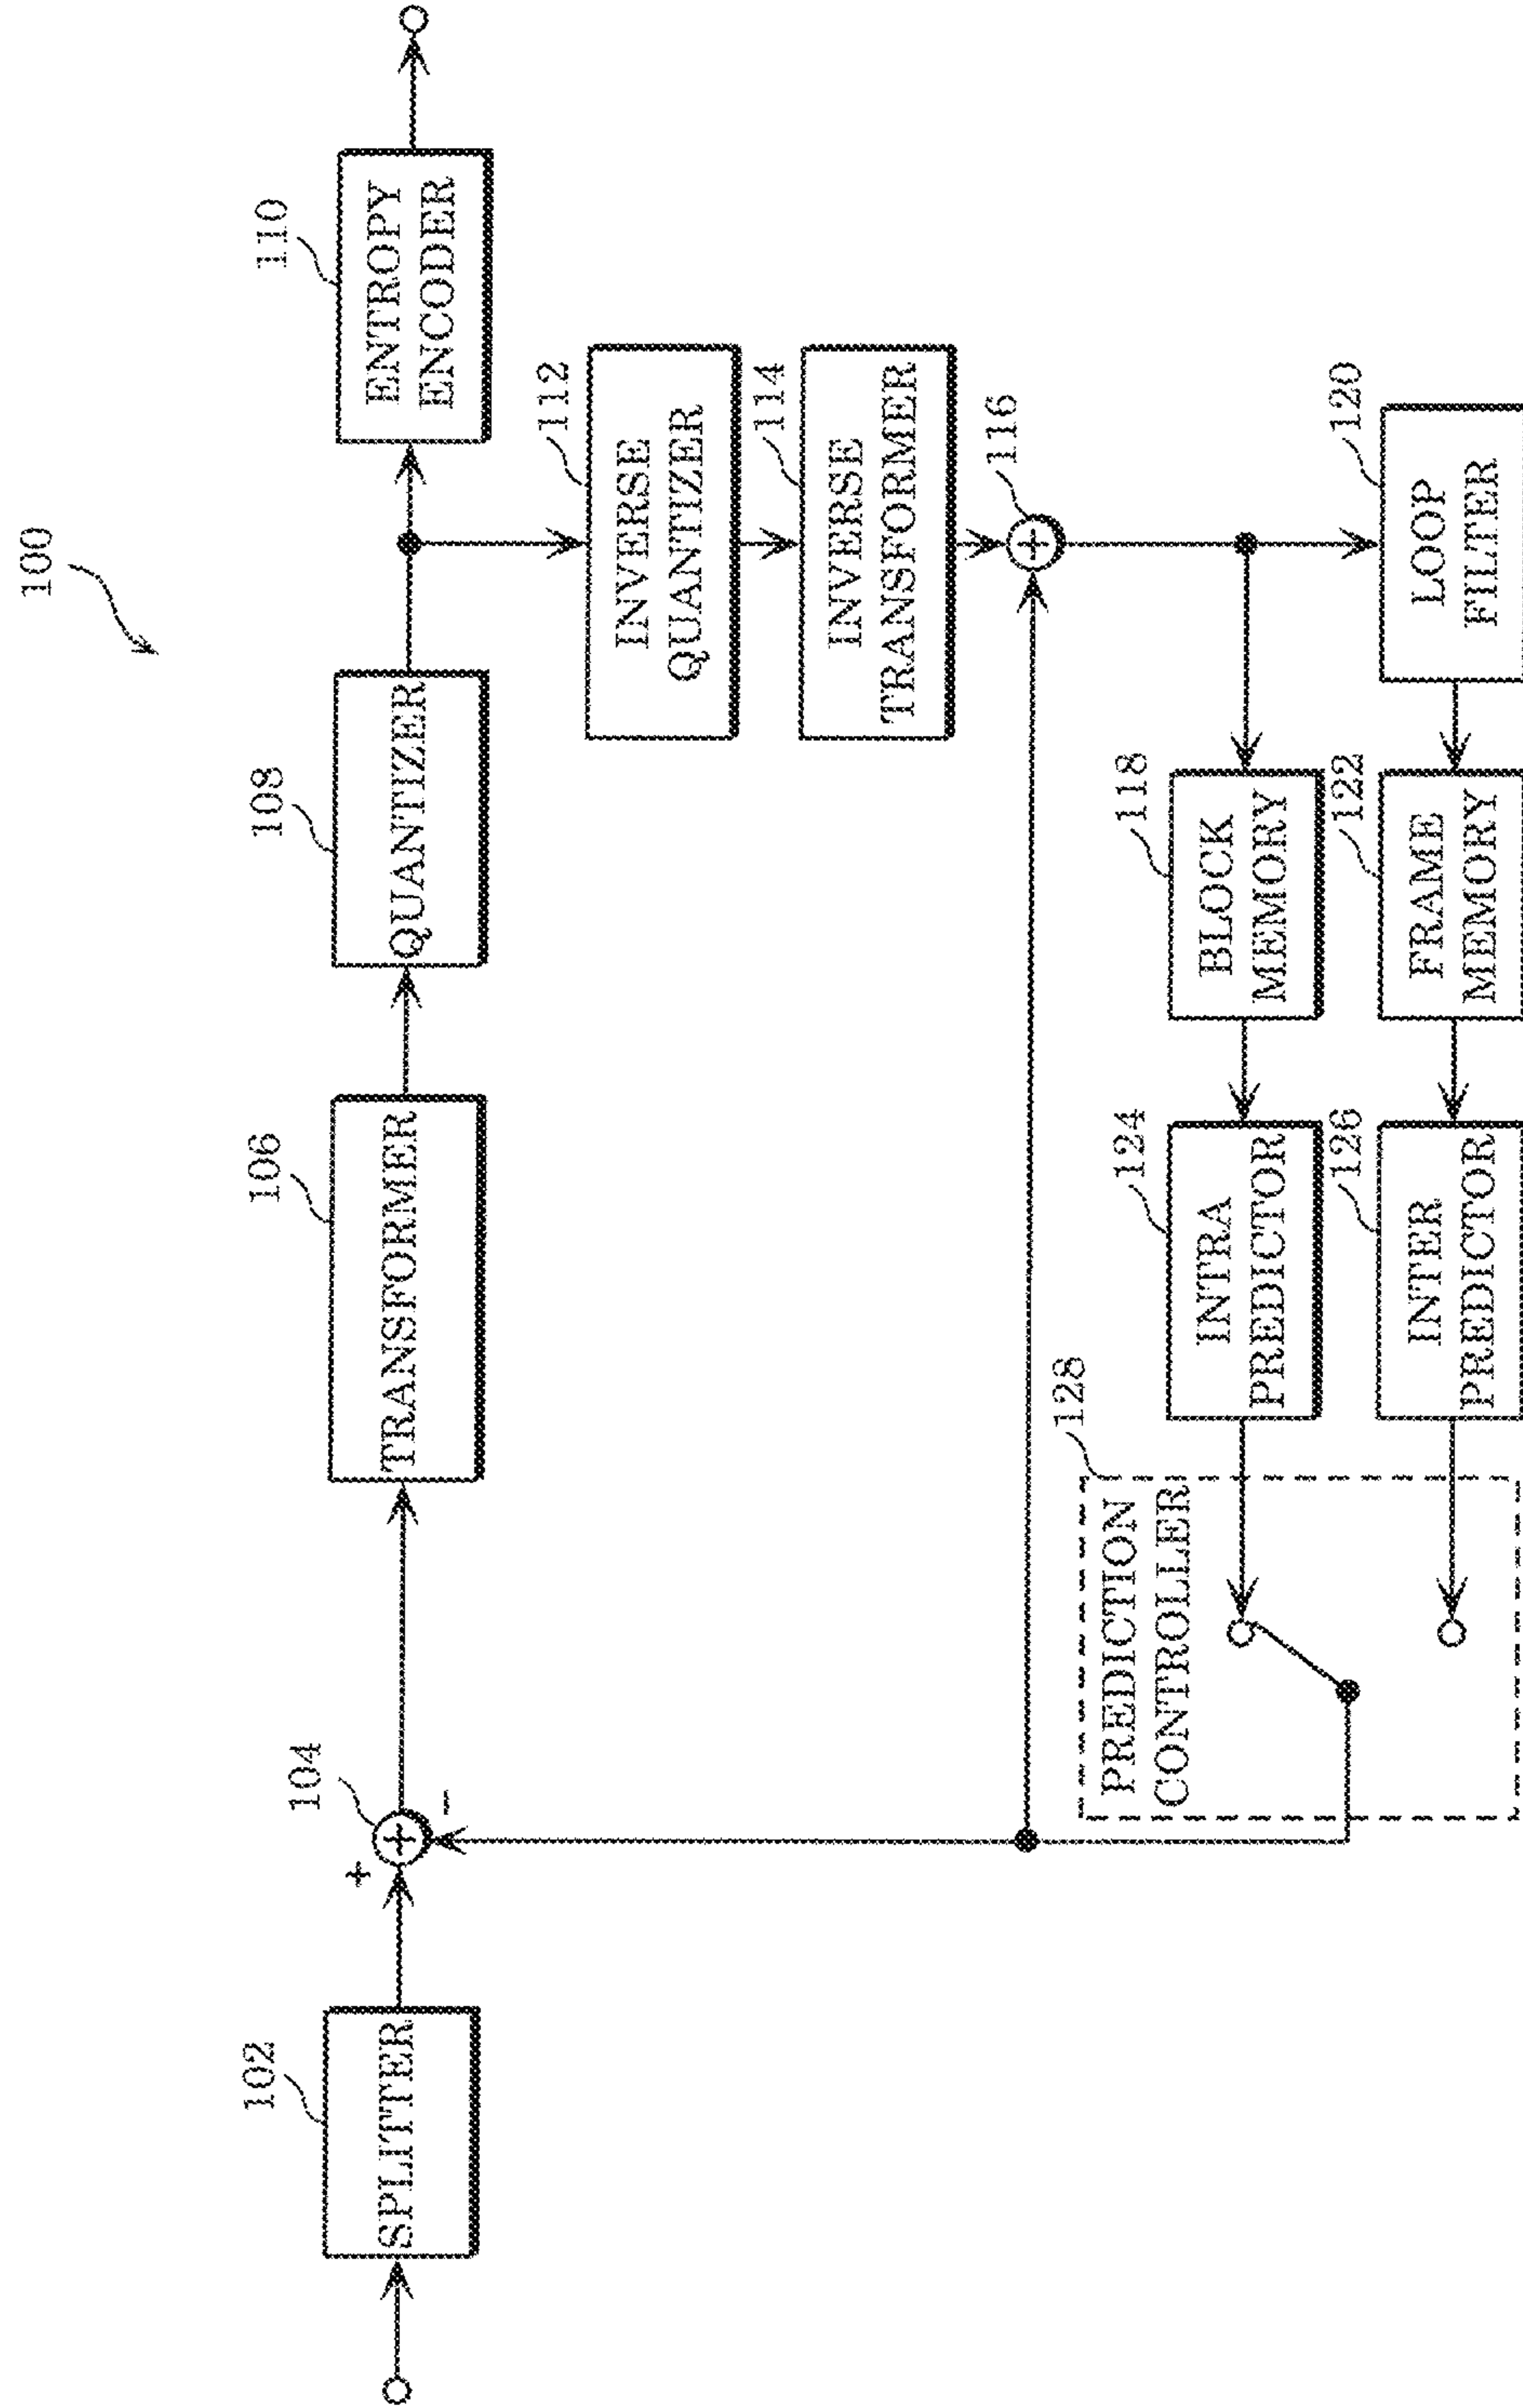 100
102
SPLITTER
104
+
-
106
TRANSFORMER
108
QUANTIZER
110
ENTROPY
ENCODER
112
INVERSE
QUANTIZER
114
INVERSE
TRANSFORMER
116
128
PREDICTION
CONTROLLER
124
INTRA
PREDICTOR
118
BLOCK
MEMORY
126
INTER
PREDICTOR
122
FRAME
MEMORY
120
LOOP
FILTER